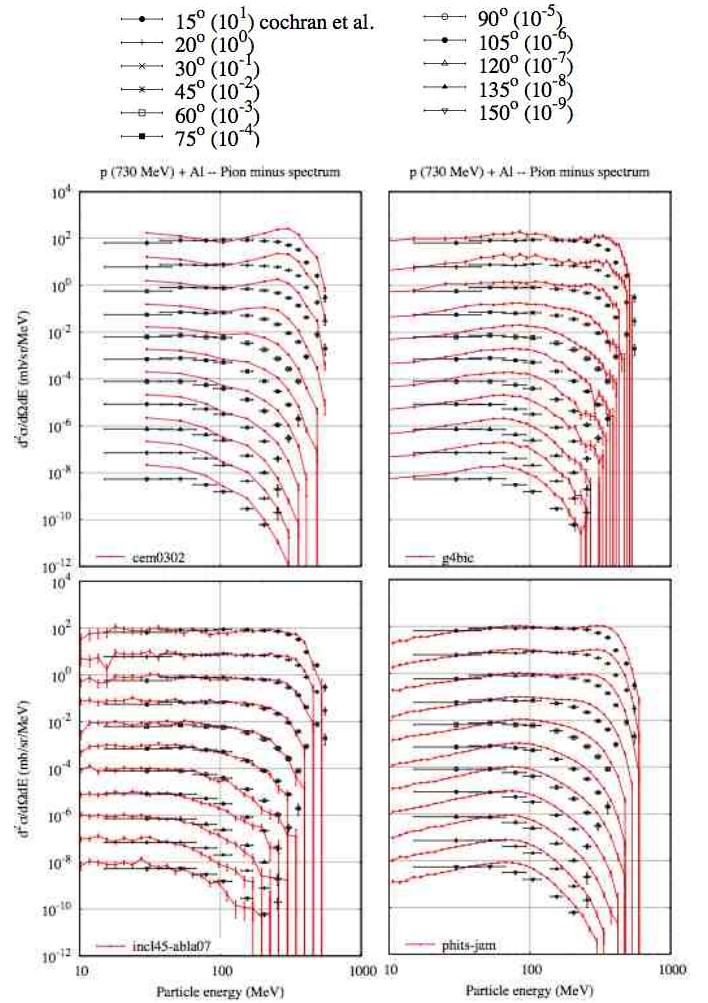 15° (10¹) cochran et al.
20° (10⁰)
30° (10⁻¹)
45° (10⁻²)
60° (10⁻³)
75° (10⁻⁴)
90° (10⁻⁵)
105° (10⁻⁶)
120° (10⁻⁷)
135° (10⁻⁸)
150° (10⁻⁹)
p (730 MeV) + Al -- Pion minus spectrum
p (730 MeV) + Al -- Pion minus spectrum
10⁴
10²
10⁰
10⁻²
10⁻⁴
10⁻⁶
10⁻⁸
10⁻¹⁰
10⁻¹²
d²σ/dΩdE (mb/sr/MeV)
cem0302
g4bic
10⁴
10²
10⁰
10⁻²
10⁻⁴
10⁻⁶
10⁻⁸
10⁻¹⁰
10⁻¹²
d²σ/dΩdE (mb/sr/MeV)
incl45-abla07
phits-jam
10 100 1000
10 100 1000
Particle energy (MeV)
Particle energy (MeV)